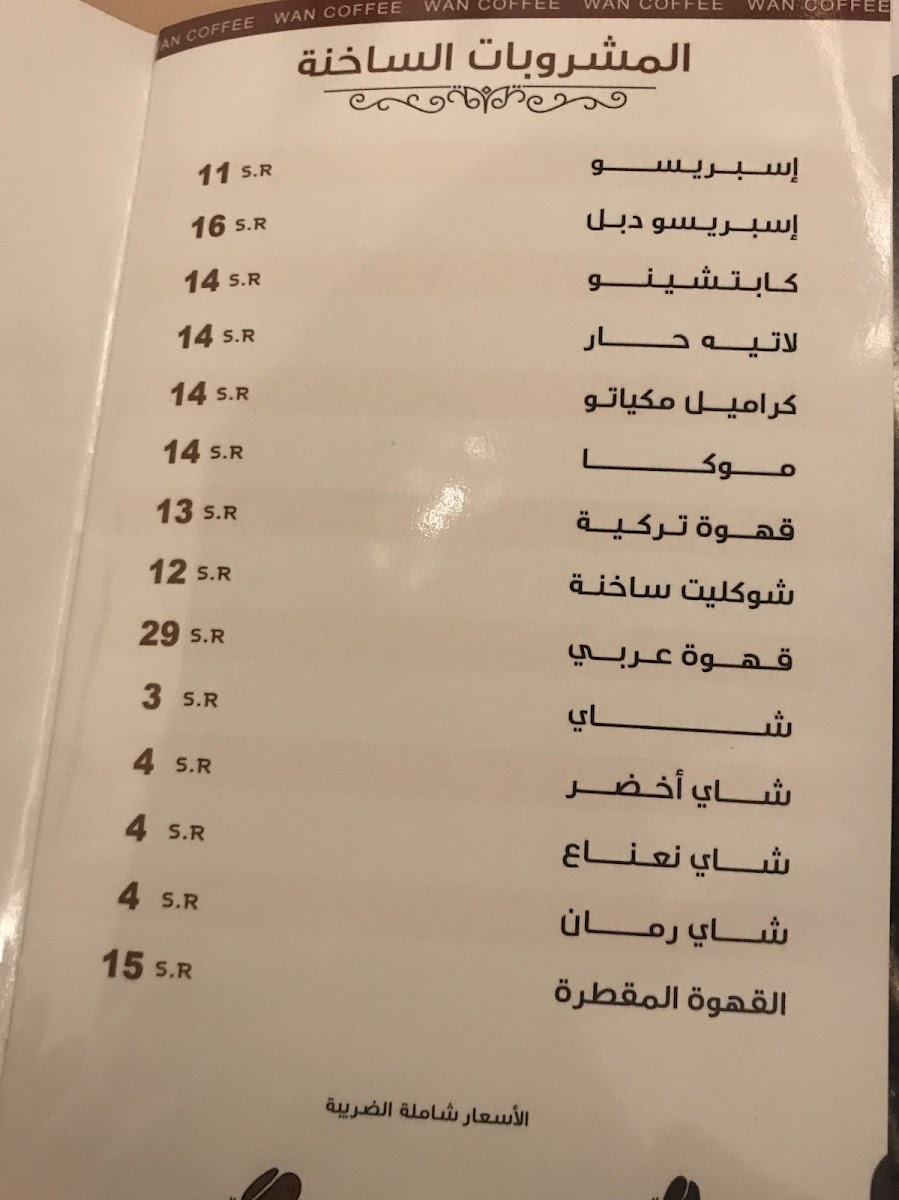 WAN COFFEE WAN COFFEE WAN COFFEE WAN COFFEE WAN COFFEE
المشروبات الساخنة
إسبريسو 11 S.R
إسبريسو دبل 16 S.R
كابتشينو 14 S.R
لاتيه حار 14 S.R
كراميل مكياتو 14 S.R
موكا 14 S.R
قهوة تركية 13 S.R
شوكليت ساخنة 12 S.R
قهوة عربي 29 S.R
شاي 3 S.R
شاي أخضر 4 S.R
شاي نعناع 4 S.R
شاي رمان 4 S.R
القهوة المقطرة 15 S.R
الأسعار شاملة الضريبة